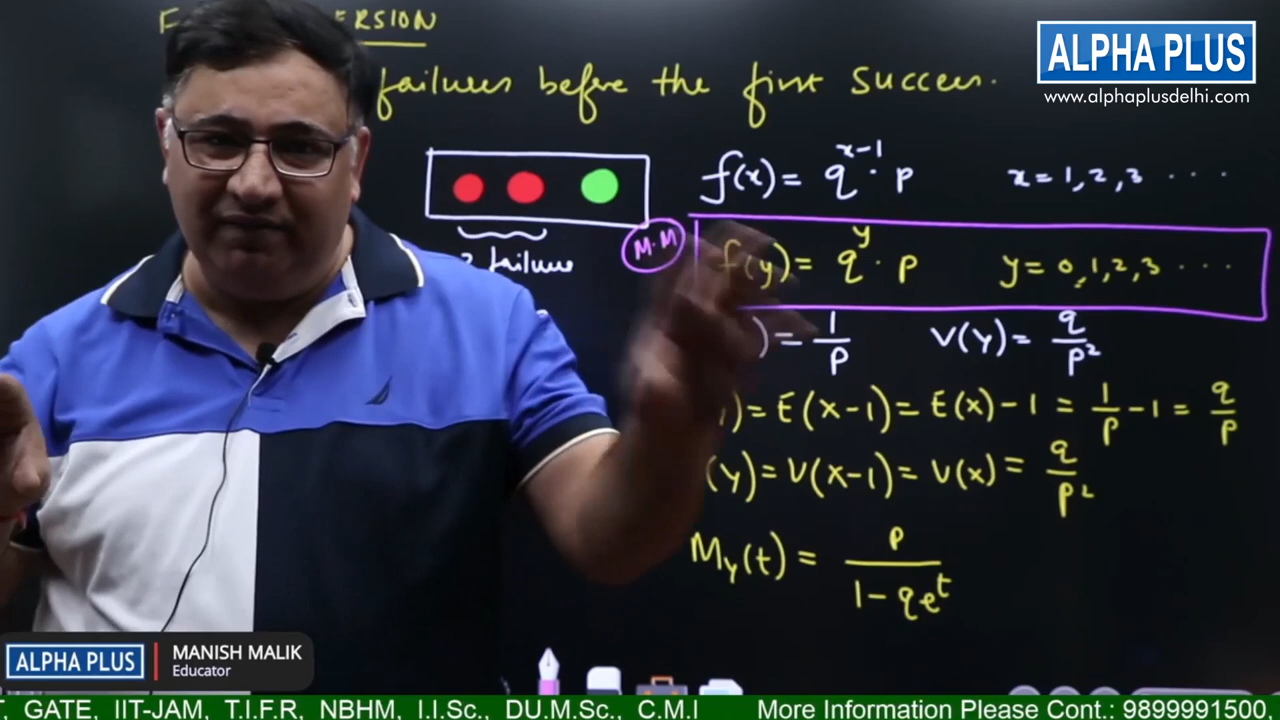 ERSION
failures before the first success.
ALPHA PLUS
www.alphaplusdelhi.com
f(x) = q^{x-1} · p    x = 1, 2, 3 ....
failure
M.M
f(y) = q^y · p    y = 0, 1, 2, 3 ....
) = 1/p    V(Y) = q/p²
) = E(X-1) = E(X) - 1 = 1/p - 1 = q/p
(Y) = V(X-1) = V(X) = q/p²
M_Y(t) = p/(1 - qe^t)
ALPHA PLUS
MANISH MALIK
Educator
GATE, IIT-JAM, T.I.F.R, NBHM, I.I.Sc., DU.M.Sc., C.M.I    More Information Please Cont.: 9899991500.